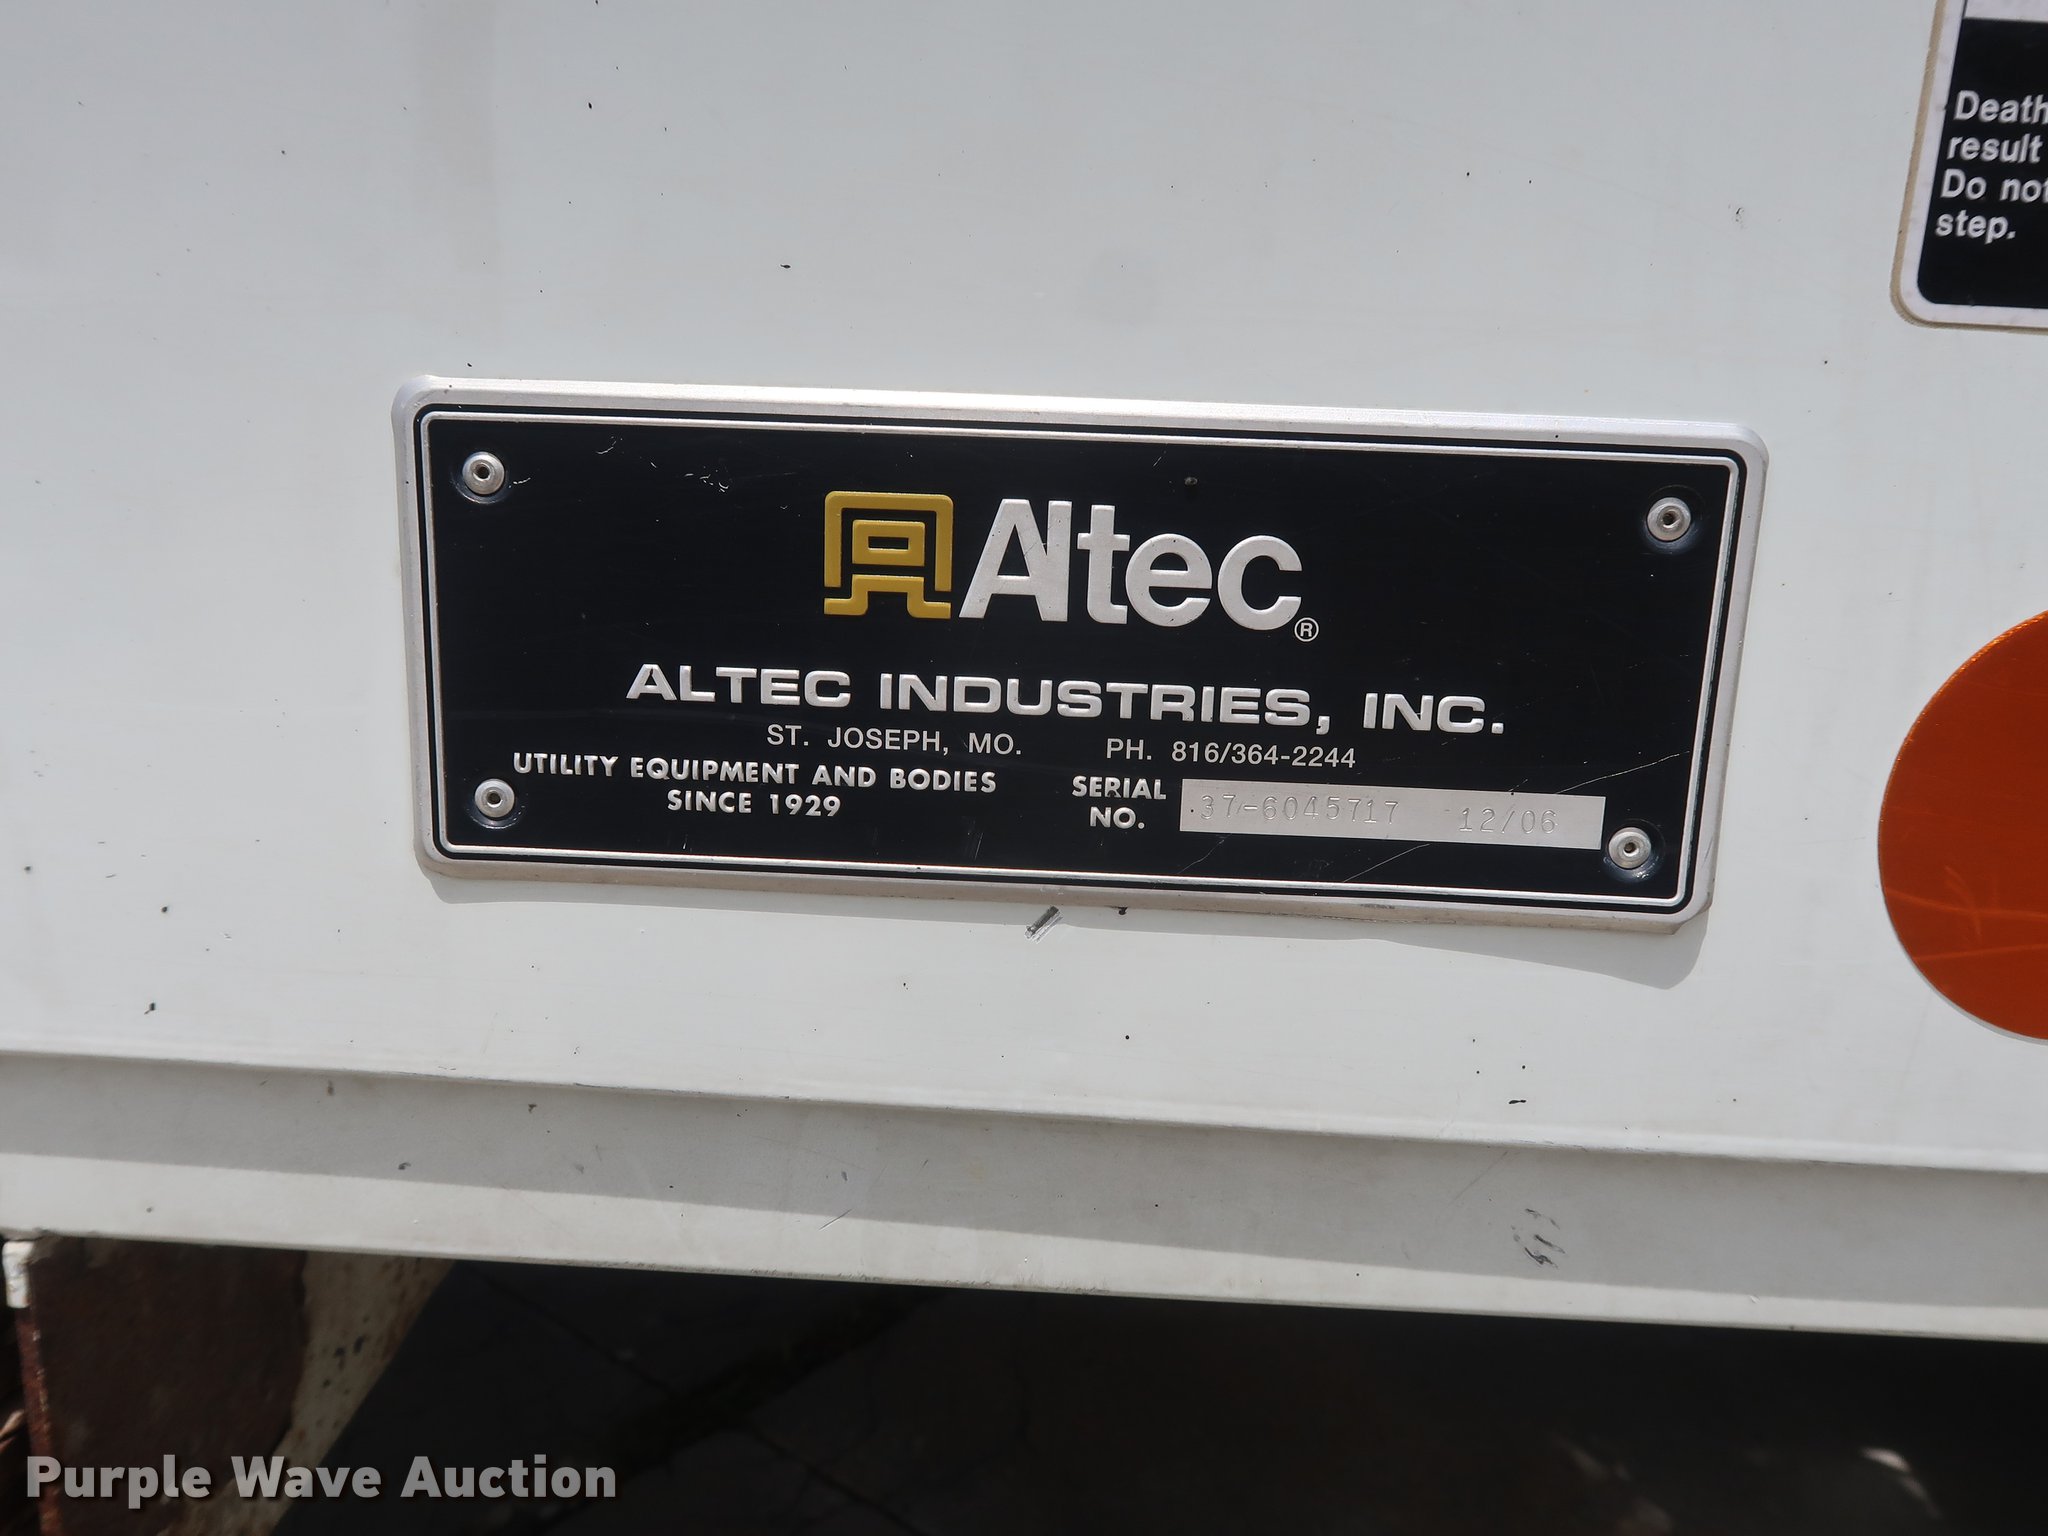 Death
result
Do not
step.
Altec®
ALTEC INDUSTRIES, INC.
ST. JOSEPH, MO. PH. 816/364-2244
UTILITY EQUIPMENT AND BODIES
SINCE 1929
SERIAL
NO.
37-6045717 12/06
Purple Wave Auction